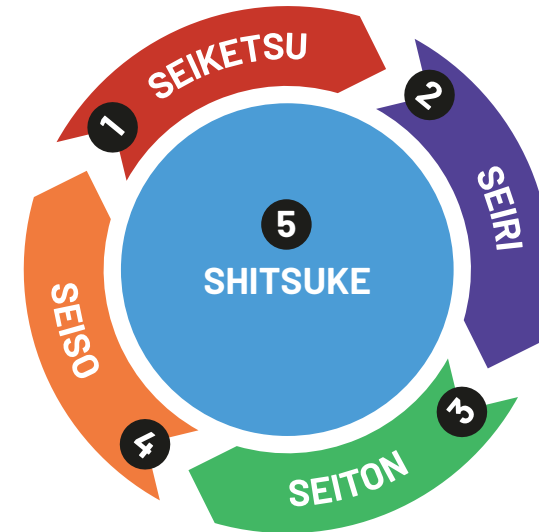 1
SEIKETSU
2
SEIRI
3
SEITON
4
SEISO
5
SHITSUKE